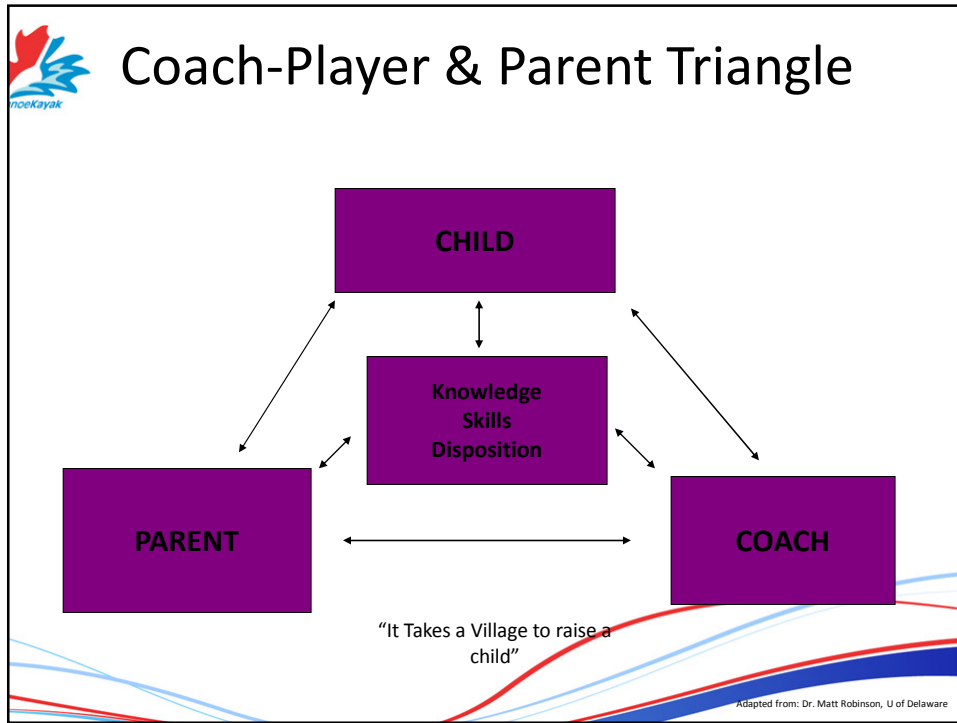 Coach-Player & Parent Triangle
noeKayak
CHILD
Knowledge
Skills
Disposition
PARENT
COACH
“It Takes a Village to raise a
child”
Adapted from: Dr. Matt Robinson, U of Delaware